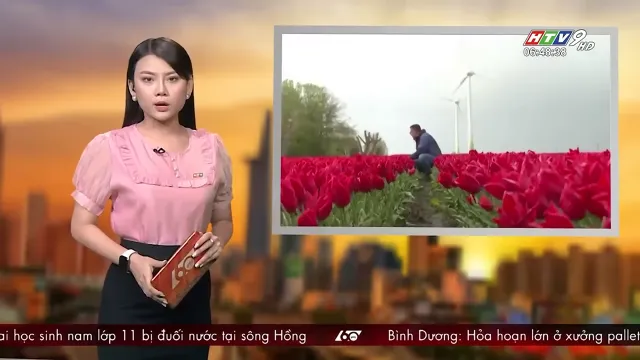 HTV9 HD
06:48:38
ai học sinh nam lớp 11 bị đuối nước tại sông Hồng
60
Bình Dương: Hỏa hoạn lớn ở xưởng pallet